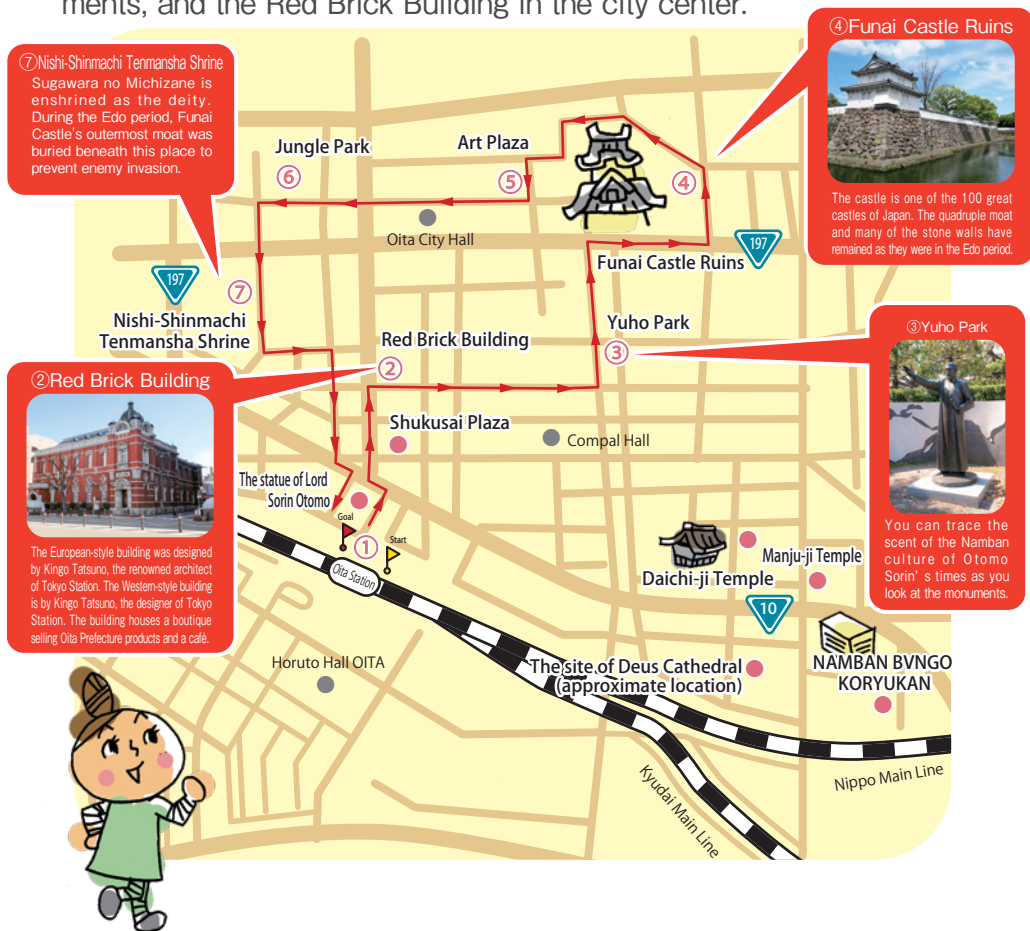 ments, and the Red Brick Building in the city center.
⑦Nishi-Shinmachi Tenmansha Shrine
Sugawara no Michizane is
enshrined as the deity.
During the Edo period, Funai
Castle's outermost moat was
buried beneath this place to
prevent enemy invasion.
④Funai Castle Ruins
The castle is one of the 100 great
castles of Japan. The quadruple moat
and many of the stone walls have
remained as they were in the Edo period.
Jungle Park
⑥
Art Plaza
⑤
④
Oita City Hall
197
Funai Castle Ruins
197
⑦
Nishi-Shinmachi
Tenmansha Shrine
Yuho Park
③
Red Brick Building
②
③Yuho Park
You can trace the
scent of the Namban
culture of Otomo
Sorin's times as you
look at the monuments.
②Red Brick Building
The European-style building was designed
by Kingo Tatsuno, the renowned architect
of Tokyo Station. The Western-style building
is by Kingo Tatsuno, the designer of Tokyo
Station. The building houses a boutique
selling Oita Prefecture products and a café.
Shukusai Plaza
Compal Hall
The statue of Lord
Sorin Otomo
Goal
①
Start
Oita Station
Manju-ji Temple
Daichi-ji Temple
10
Horuto Hall OITA
The site of Deus Cathedral
(approximate location)
NAMBAN BVNGO
KORYUKAN
Kyudai Main Line
Nippo Main Line